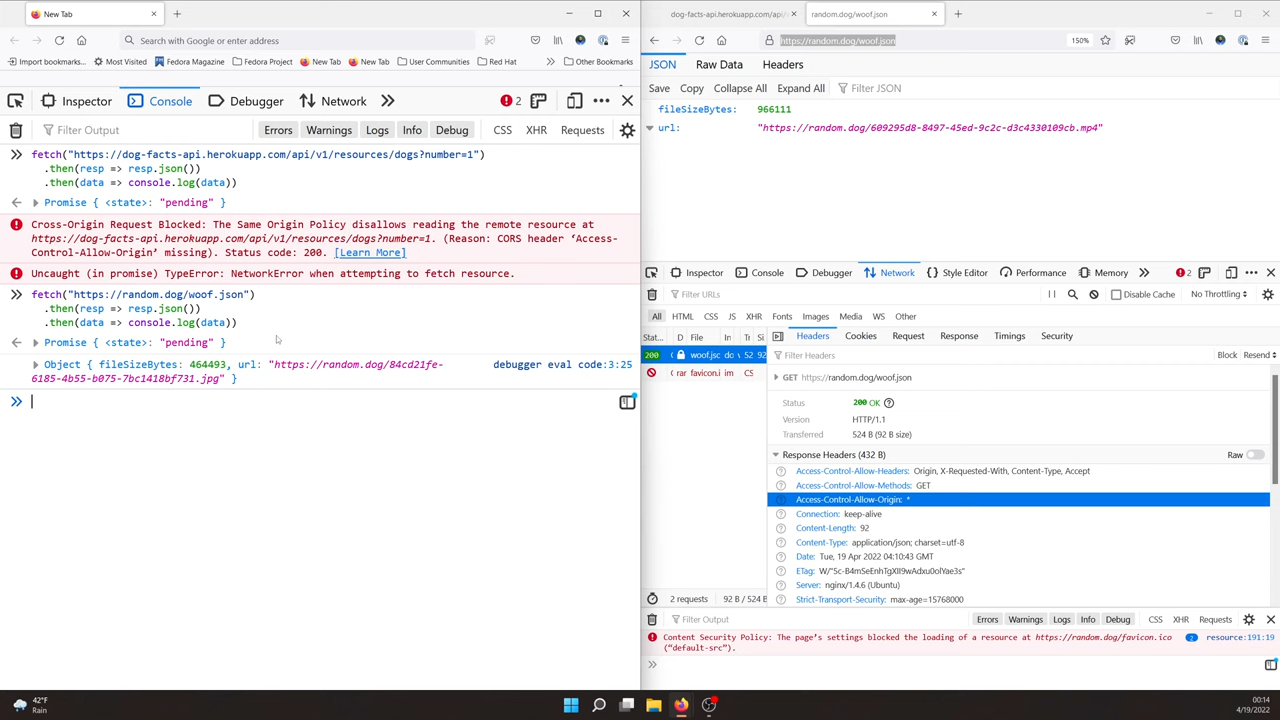 New Tab
Search with Google or enter address
Import bookmarks...
Most Visited
Fedora Magazine
Fedora Project
New Tab
New Tab
User Communities
Red Hat
Other Bookmarks
Inspector
Console
Debugger
Network
2
Filter Output
Errors
Warnings
Logs
Info
Debug
CSS
XHR
Requests
fetch("https://dog-facts-api.herokuapp.com/api/v1/resources/dogs?number=1")
.then(resp => resp.json())
.then(data => console.log(data))
Promise { <state>: "pending" }
Cross-Origin Request Blocked: The Same Origin Policy disallows reading the remote resource at
https://dog-facts-api.herokuapp.com/api/v1/resources/dogs?number=1. (Reason: CORS header ‘Access-
Control-Allow-Origin’ missing). Status code: 200. [Learn More]
Uncaught (in promise) TypeError: NetworkError when attempting to fetch resource.
fetch("https://random.dog/woof.json")
.then(resp => resp.json())
.then(data => console.log(data))
Promise { <state>: "pending" }
Object { fileSizeBytes: 464493, url: "https://random.dog/84cd21fe-
6185-4b55-b075-7bc1418bf731.jpg" }
debugger eval code:3:25
dog-facts-api.herokuapp.com/api/
random.dog/woof.json
https://random.dog/woof.json
150%
JSON
Raw Data
Headers
Save
Copy
Collapse All
Expand All
Filter JSON
fileSizeBytes: 966111
url: "https://random.dog/609295d8-8497-45ed-9c2c-d3c4330109cb.mp4"
Inspector
Console
Debugger
Network
Style Editor
Performance
Memory
2
Filter URLs
Disable Cache
No Throttling
All
HTML
CSS
JS
XHR
Fonts
Images
Media
WS
Other
Headers
Cookies
Request
Response
Timings
Security
Stat..
File
In
Tr
Si
200
woof.jsc
do
52
92
rar
favicon.i
im
CS
Filter Headers
Block
Resend
GET https://random.dog/woof.json
Status 200 OK
Version HTTP/1.1
Transferred 524 B (92 B size)
Response Headers (432 B)
Raw
Access-Control-Allow-Headers: Origin, X-Requested-With, Content-Type, Accept
Access-Control-Allow-Methods: GET
Access-Control-Allow-Origin: *
Connection: keep-alive
Content-Length: 92
Content-Type: application/json; charset=utf-8
Date: Tue, 19 Apr 2022 04:10:43 GMT
Server: nginx/1.4.6 (Ubuntu)
Strict-Transport-Security: max-age=15768000
2 requests
92 B / 524 B
Filter Output
Errors
Warnings
Logs
Info
Debug
CSS
XHR
Requests
Content Security Policy: The page’s settings blocked the loading of a resource at https://random.dog/favicon.ico
(“default-src”).
2
resource:191:19
42°F
Rain
00:14
4/19/2022